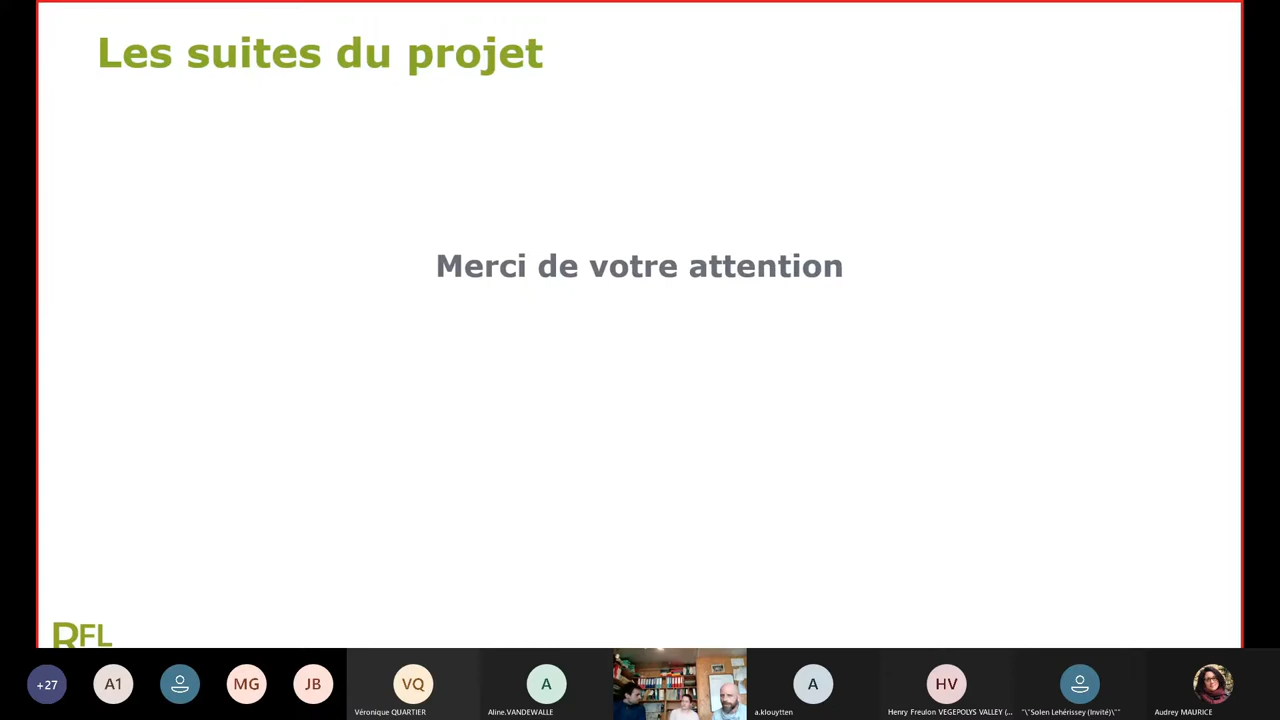 Les suites du projet
Merci de votre attention
RFL
+27
A1
MG
JB
VQ
Véronique QUARTIER
A
Aline.VANDEWALLE
A
a.klouytten
HV
Henry Freulon VEGEPOLYS VALLEY (...
"\"Solen Lehérissey (Invité)\""
Audrey MAURICE